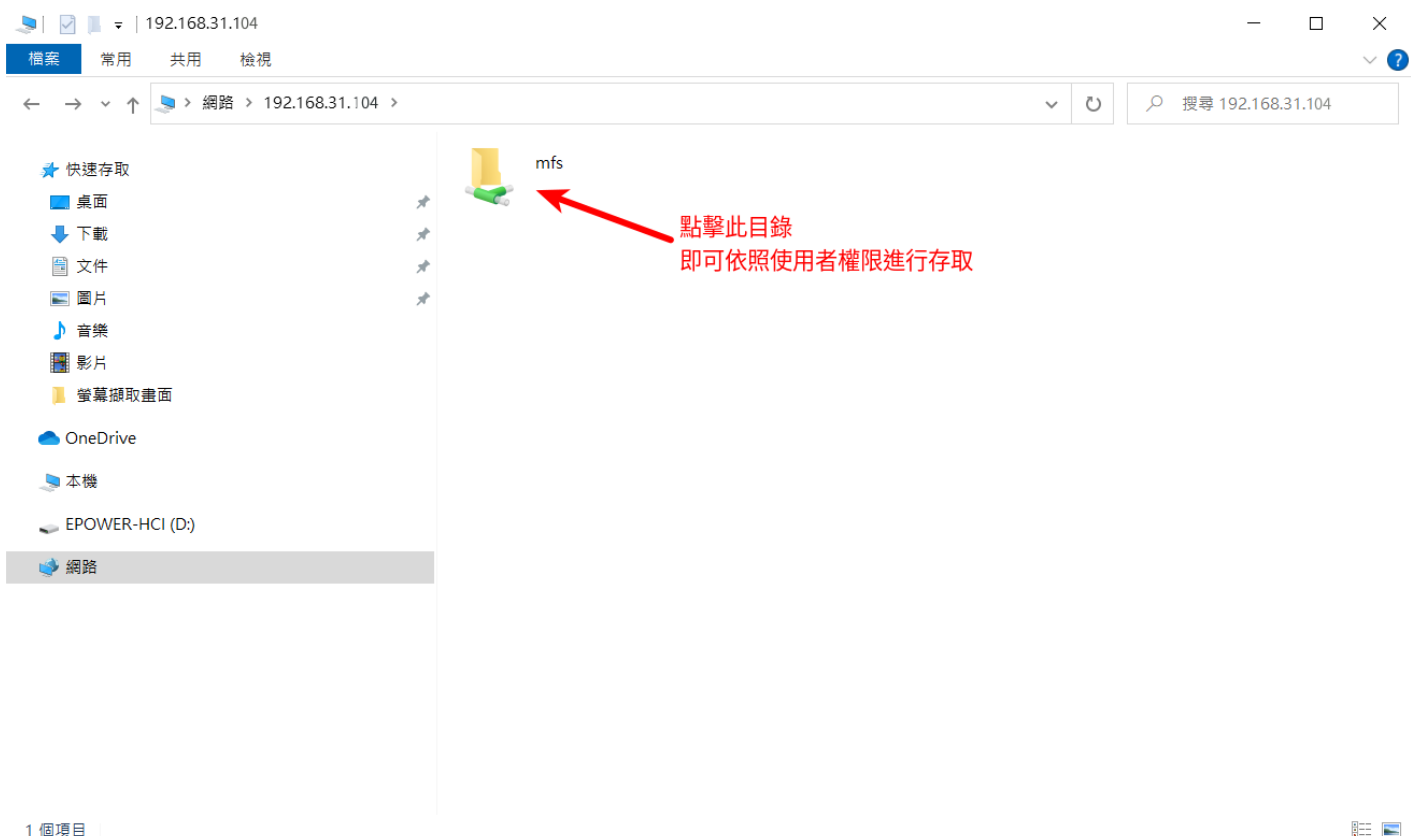 192.168.31.104
檔案 常用 共用 檢視
網路 192.168.31.104
搜尋 192.168.31.104
快速存取
桌面
下載
文件
圖片
音樂
影片
螢幕擷取畫面
OneDrive
本機
EPOWER-HCI (D:)
網路
mfs
點擊此目錄
即可依照使用者權限進行存取
1 個項目